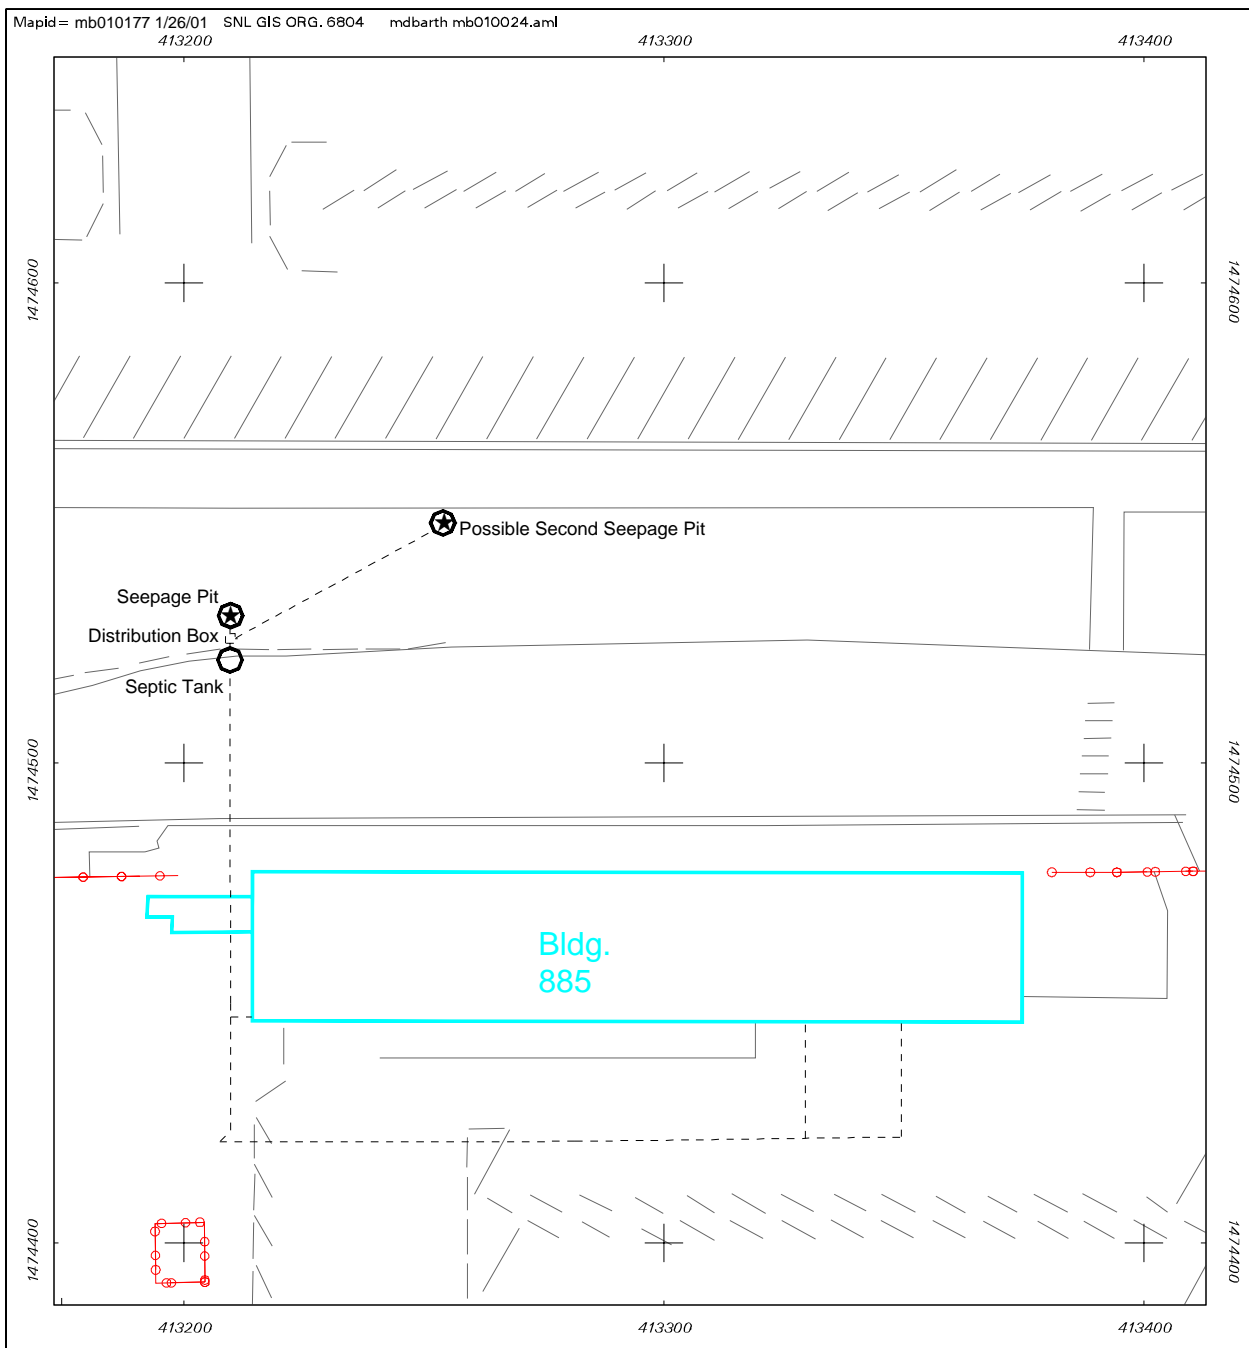 Mapid= mb010177 1/26/01 SNL GIS ORG. 6804 mdbarth mb010024.aml
413200 413300 413400
1474600 1474600
Possible Second Seepage Pit
Seepage Pit
Distribution Box
Septic Tank
1474500 1474500
Bldg.
885
1474400 1474400
413200 413300 413400